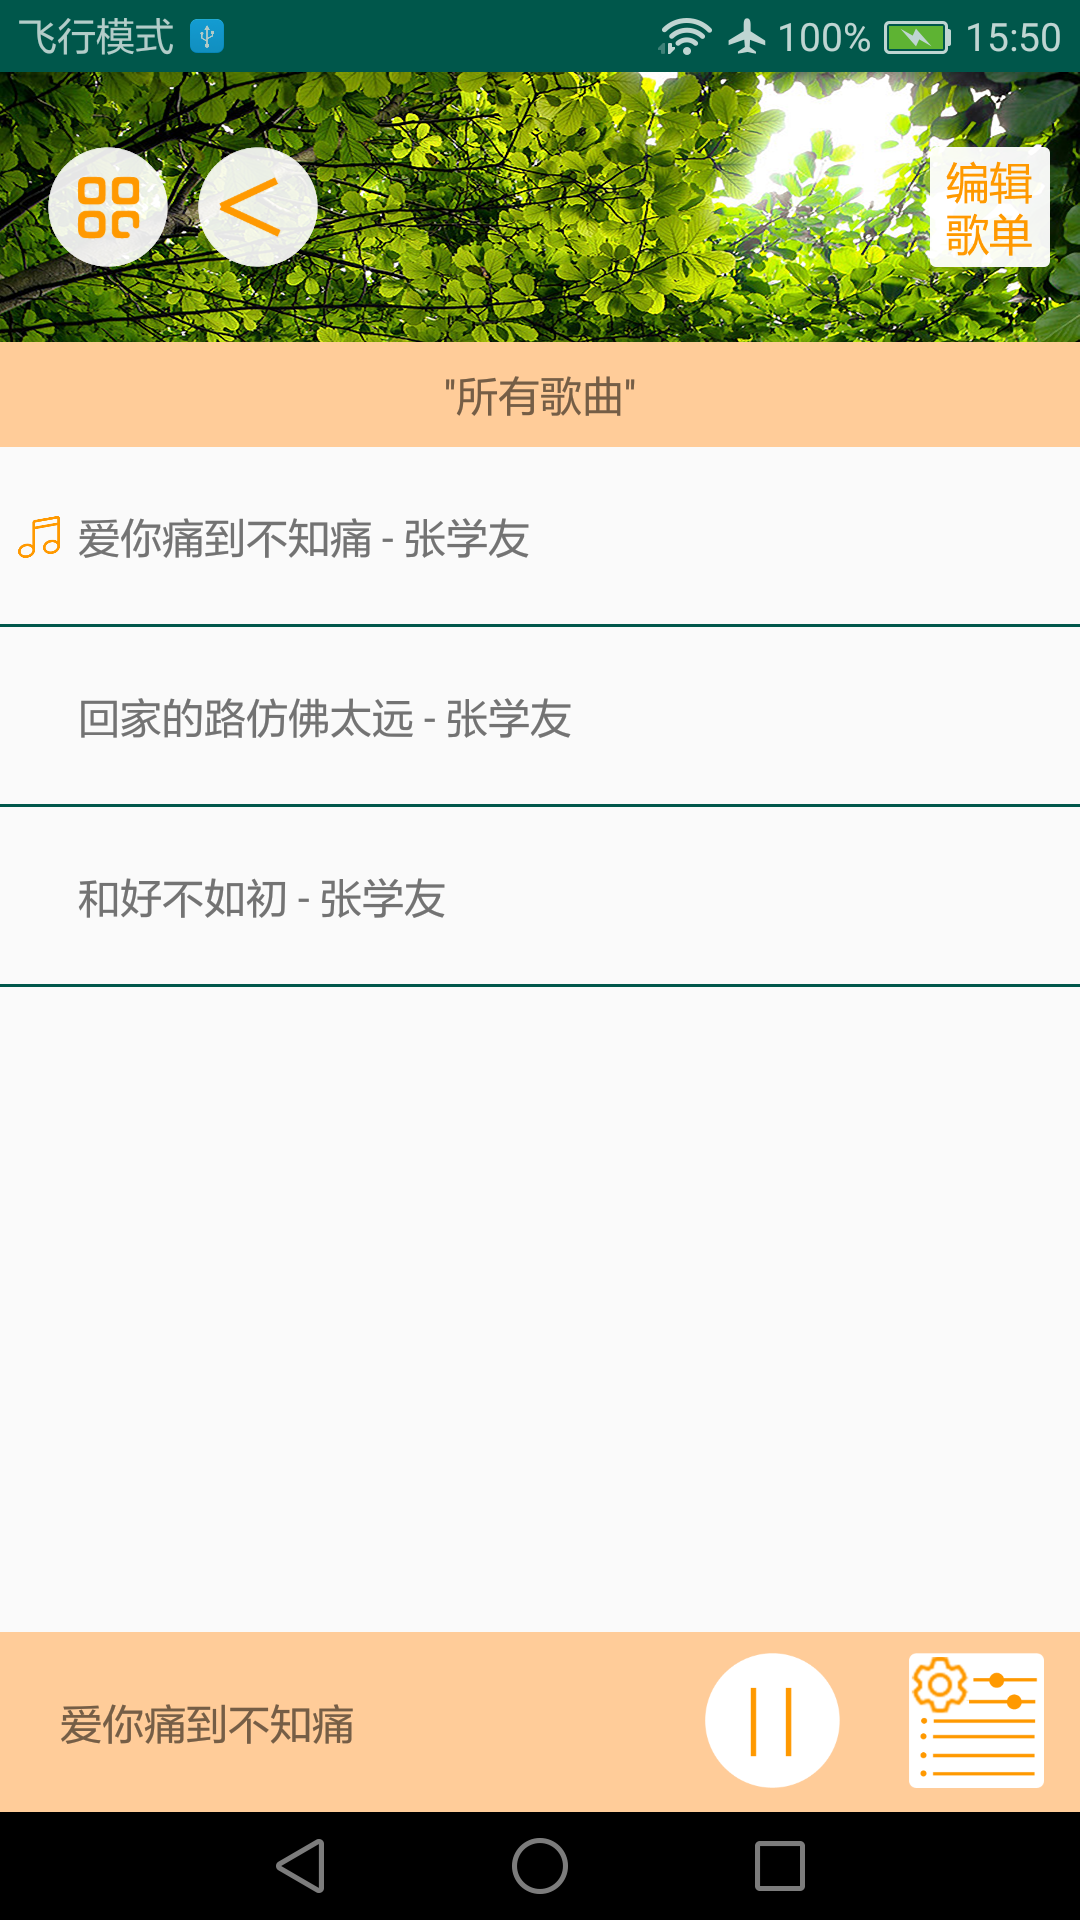 飞行模式 100% 15:50
编辑
歌单
"所有歌曲"
爱你痛到不知痛 - 张学友
回家的路仿佛太远 - 张学友
和好不如初 - 张学友
爱你痛到不知痛